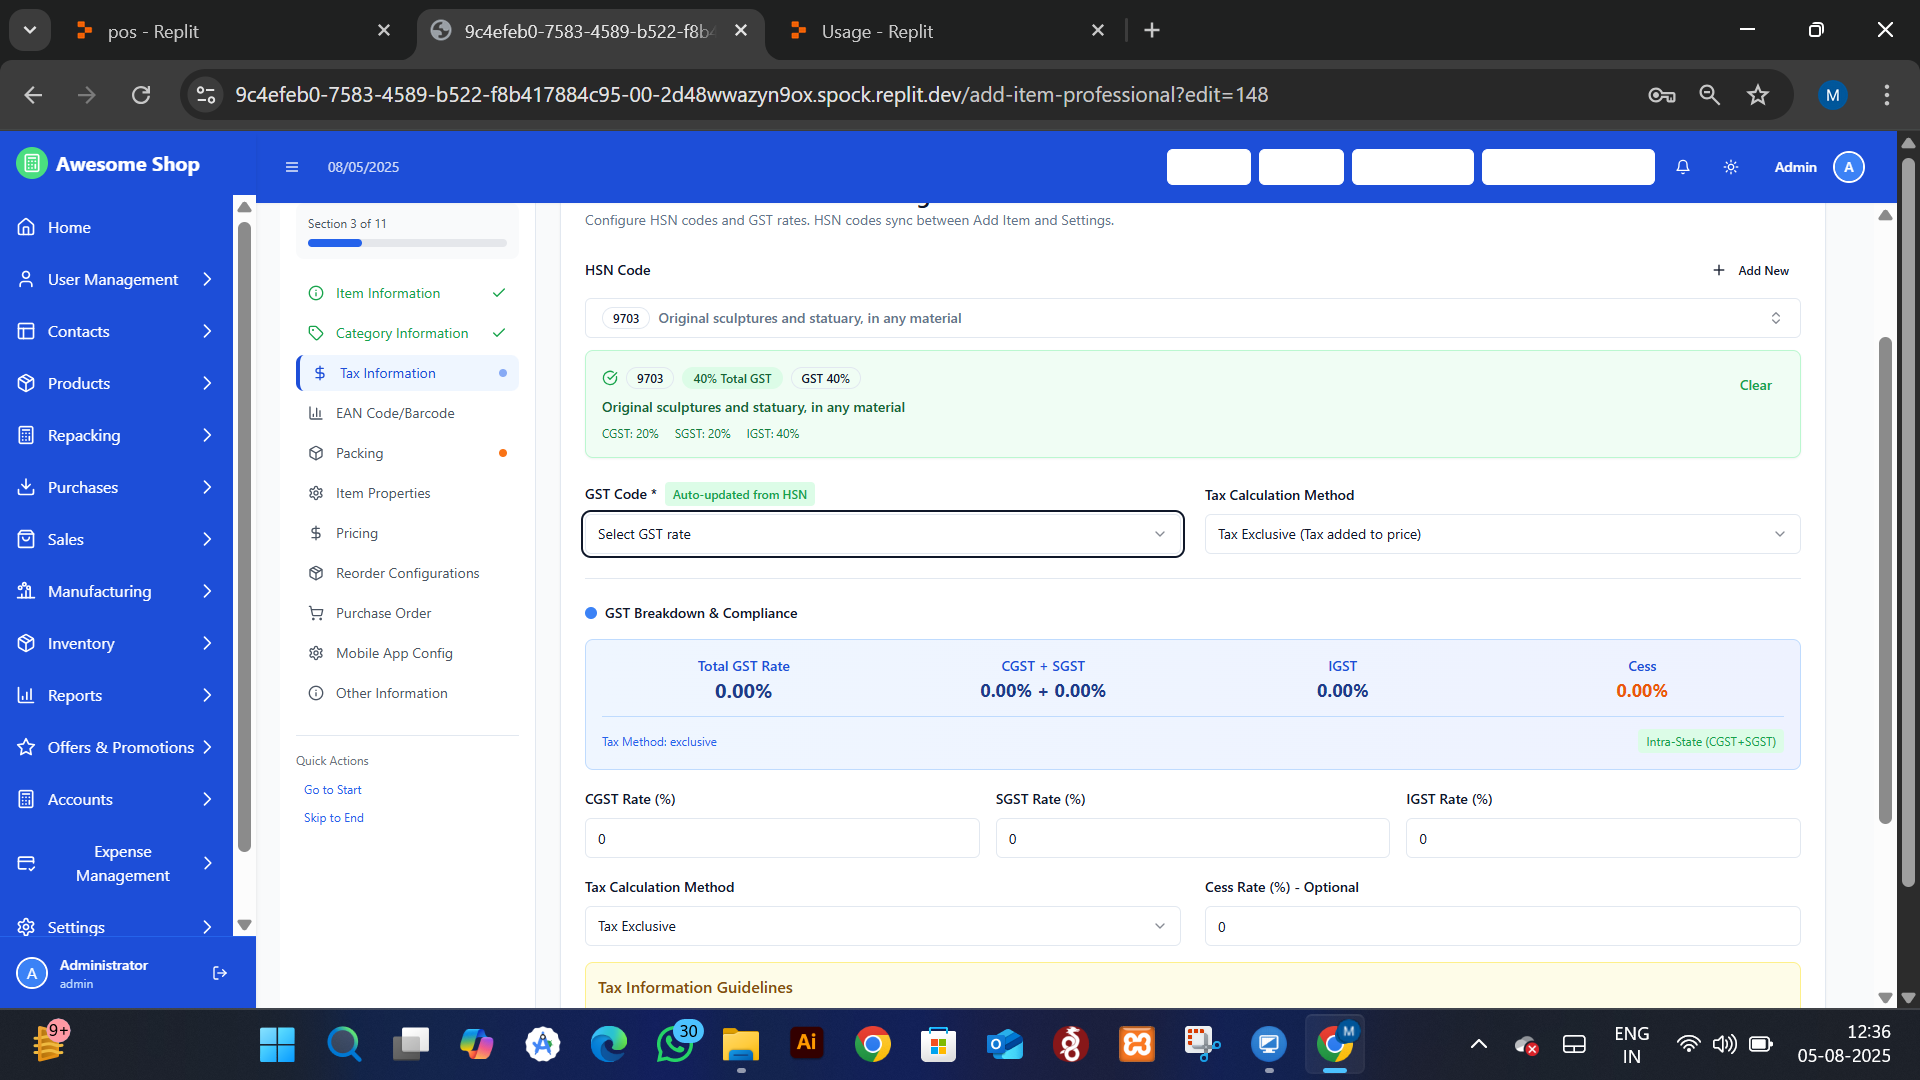 pos - Replit
9c4efeb0-7583-4589-b522-f8b4
Usage - Replit
9c4efeb0-7583-4589-b522-f8b417884c95-00-2d48wwazyn9ox.spock.replit.dev/add-item-professional?edit=148
M
Awesome Shop
08/05/2025
Admin
A
Home
User Management
Contacts
Products
Repacking
Purchases
Sales
Manufacturing
Inventory
Reports
Offers & Promotions
Accounts
Expense
Management
Settings
A
Administrator
admin
Section 3 of 11
Item Information
Category Information
Tax Information
EAN Code/Barcode
Packing
Item Properties
Pricing
Reorder Configurations
Purchase Order
Mobile App Config
Other Information
Quick Actions
Go to Start
Skip to End
Configure HSN codes and GST rates. HSN codes sync between Add Item and Settings.
HSN Code
Add New
9703 Original sculptures and statuary, in any material
9703 40% Total GST GST 40%
Clear
Original sculptures and statuary, in any material
CGST: 20% SGST: 20% IGST: 40%
GST Code * Auto-updated from HSN
Select GST rate
Tax Calculation Method
Tax Exclusive (Tax added to price)
GST Breakdown & Compliance
Total GST Rate
0.00%
CGST + SGST
0.00% + 0.00%
IGST
0.00%
Cess
0.00%
Tax Method: exclusive
Intra-State (CGST+SGST)
CGST Rate (%)
0
SGST Rate (%)
0
IGST Rate (%)
0
Tax Calculation Method
Tax Exclusive
Cess Rate (%) - Optional
0
Tax Information Guidelines
9+
30
Ai
M
ENG
IN
12:36
05-08-2025